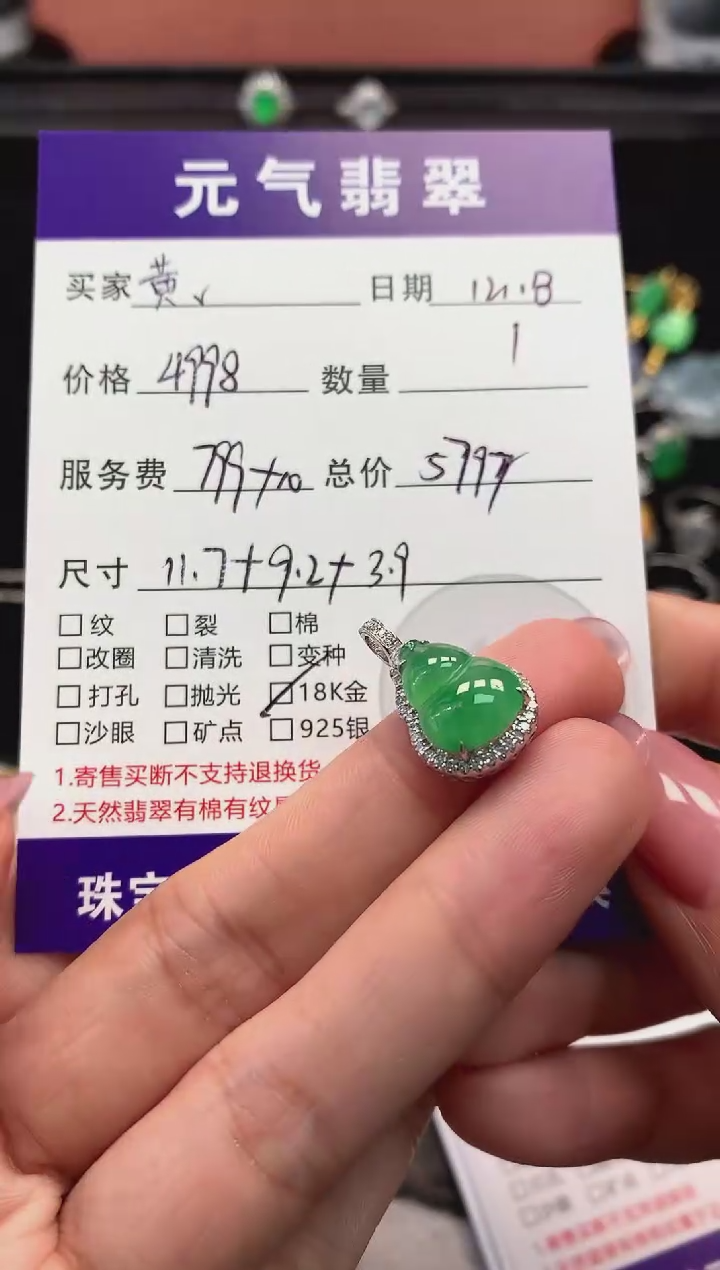 元气翡翠
买家 黄 日期 12.8
价格 4998 数量 1
服务费 799+10 总价 5797
尺寸 11.7+9.2+3.9
□纹 □裂 □棉
□改圈 □清洗 □变种
□打孔 □抛光 □18K金
□沙眼 □矿点 □925银
1.寄售买断不支持退换货
2.天然翡翠有棉有纹
珠